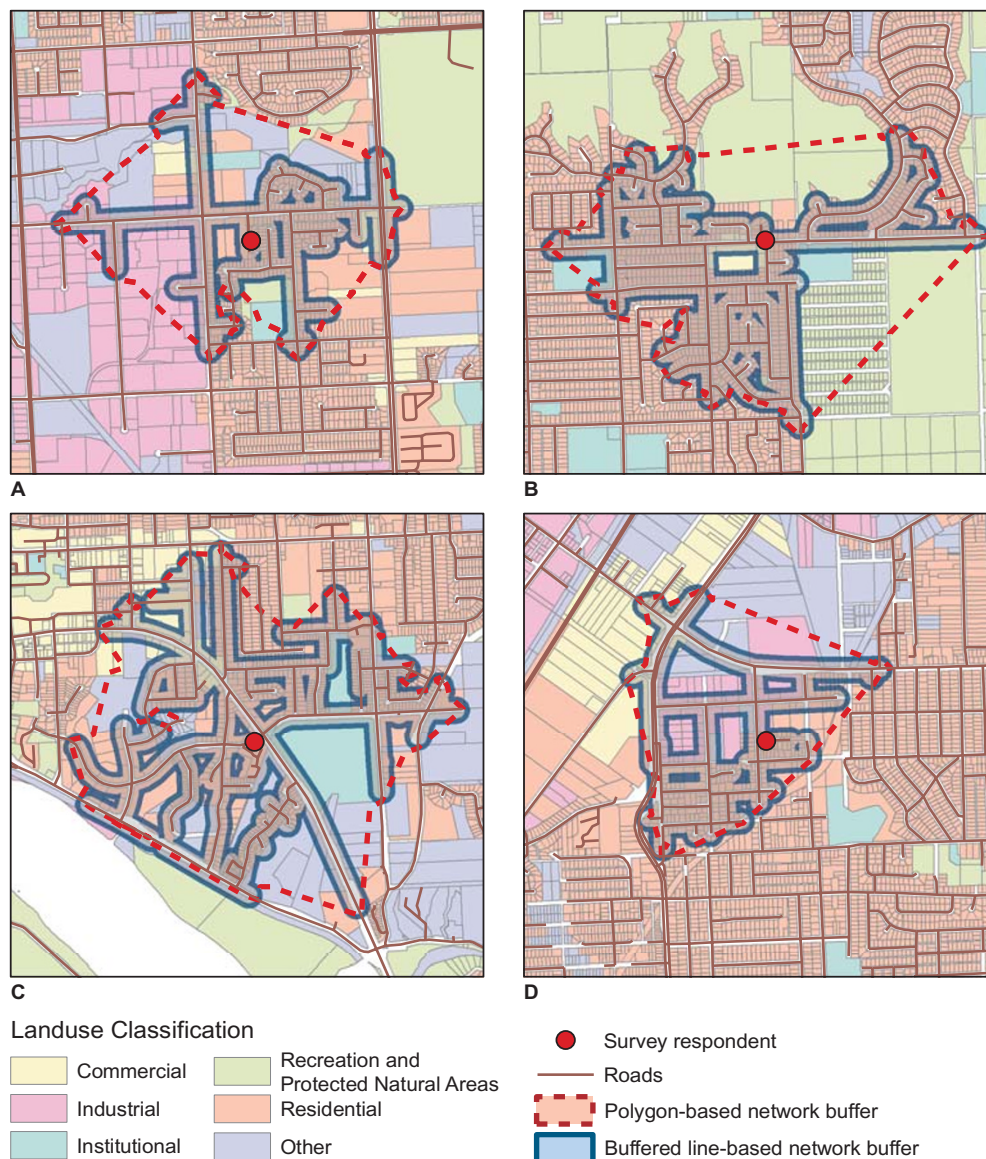 A
B
C
D
Landuse Classification
Commercial
Industrial
Institutional
Recreation and
Protected Natural Areas
Residential
Other
Survey respondent
Roads
Polygon-based network buffer
Buffered line-based network buffer